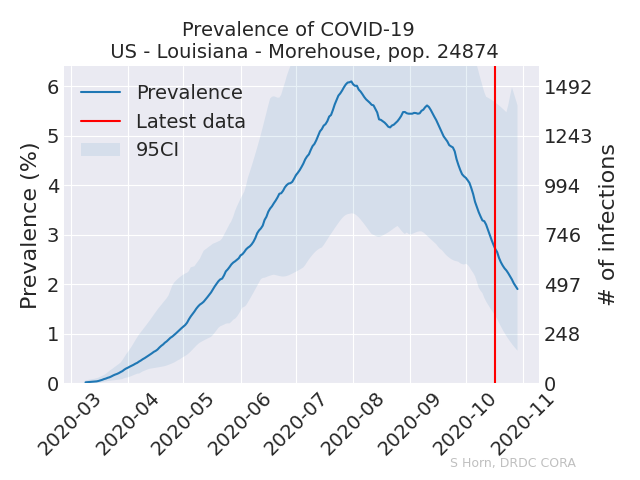 Prevalence of COVID-19
US - Louisiana - Morehouse, pop. 24874
Prevalence
Latest data
95CI
Prevalence (%)
6
5
4
3
2
1
0
1492
1243
994
746
497
248
0
# of infections
2020-03
2020-04
2020-05
2020-06
2020-07
2020-08
2020-09
2020-10
2020-11
S Horn, DRDC CORA